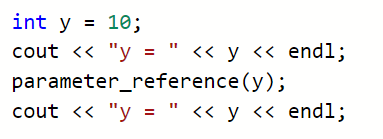 int y = 10;
cout << "y = " << y << endl;
parameter_reference(y);
cout << "y = " << y << endl;